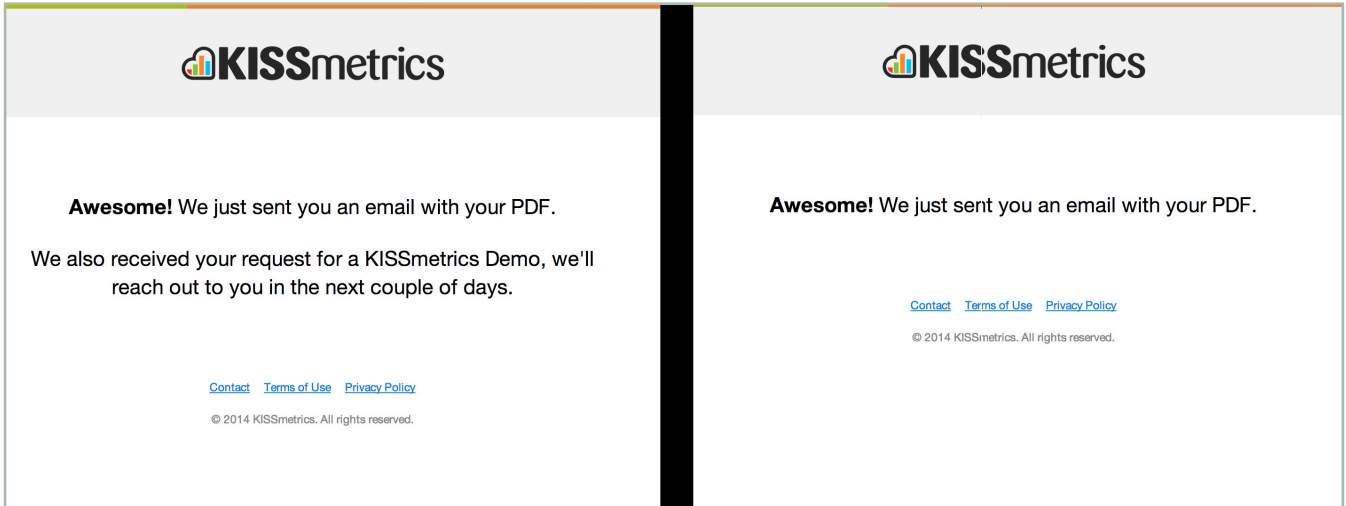 KISSmetrics
Awesome! We just sent you an email with your PDF.
We also received your request for a KISSmetrics Demo, we'll
reach out to you in the next couple of days.
Contact Terms of Use Privacy Policy
© 2014 KISSmetrics. All rights reserved.
KISSmetrics
Awesome! We just sent you an email with your PDF.
Contact Terms of Use Privacy Policy
© 2014 KISSmetrics. All rights reserved.